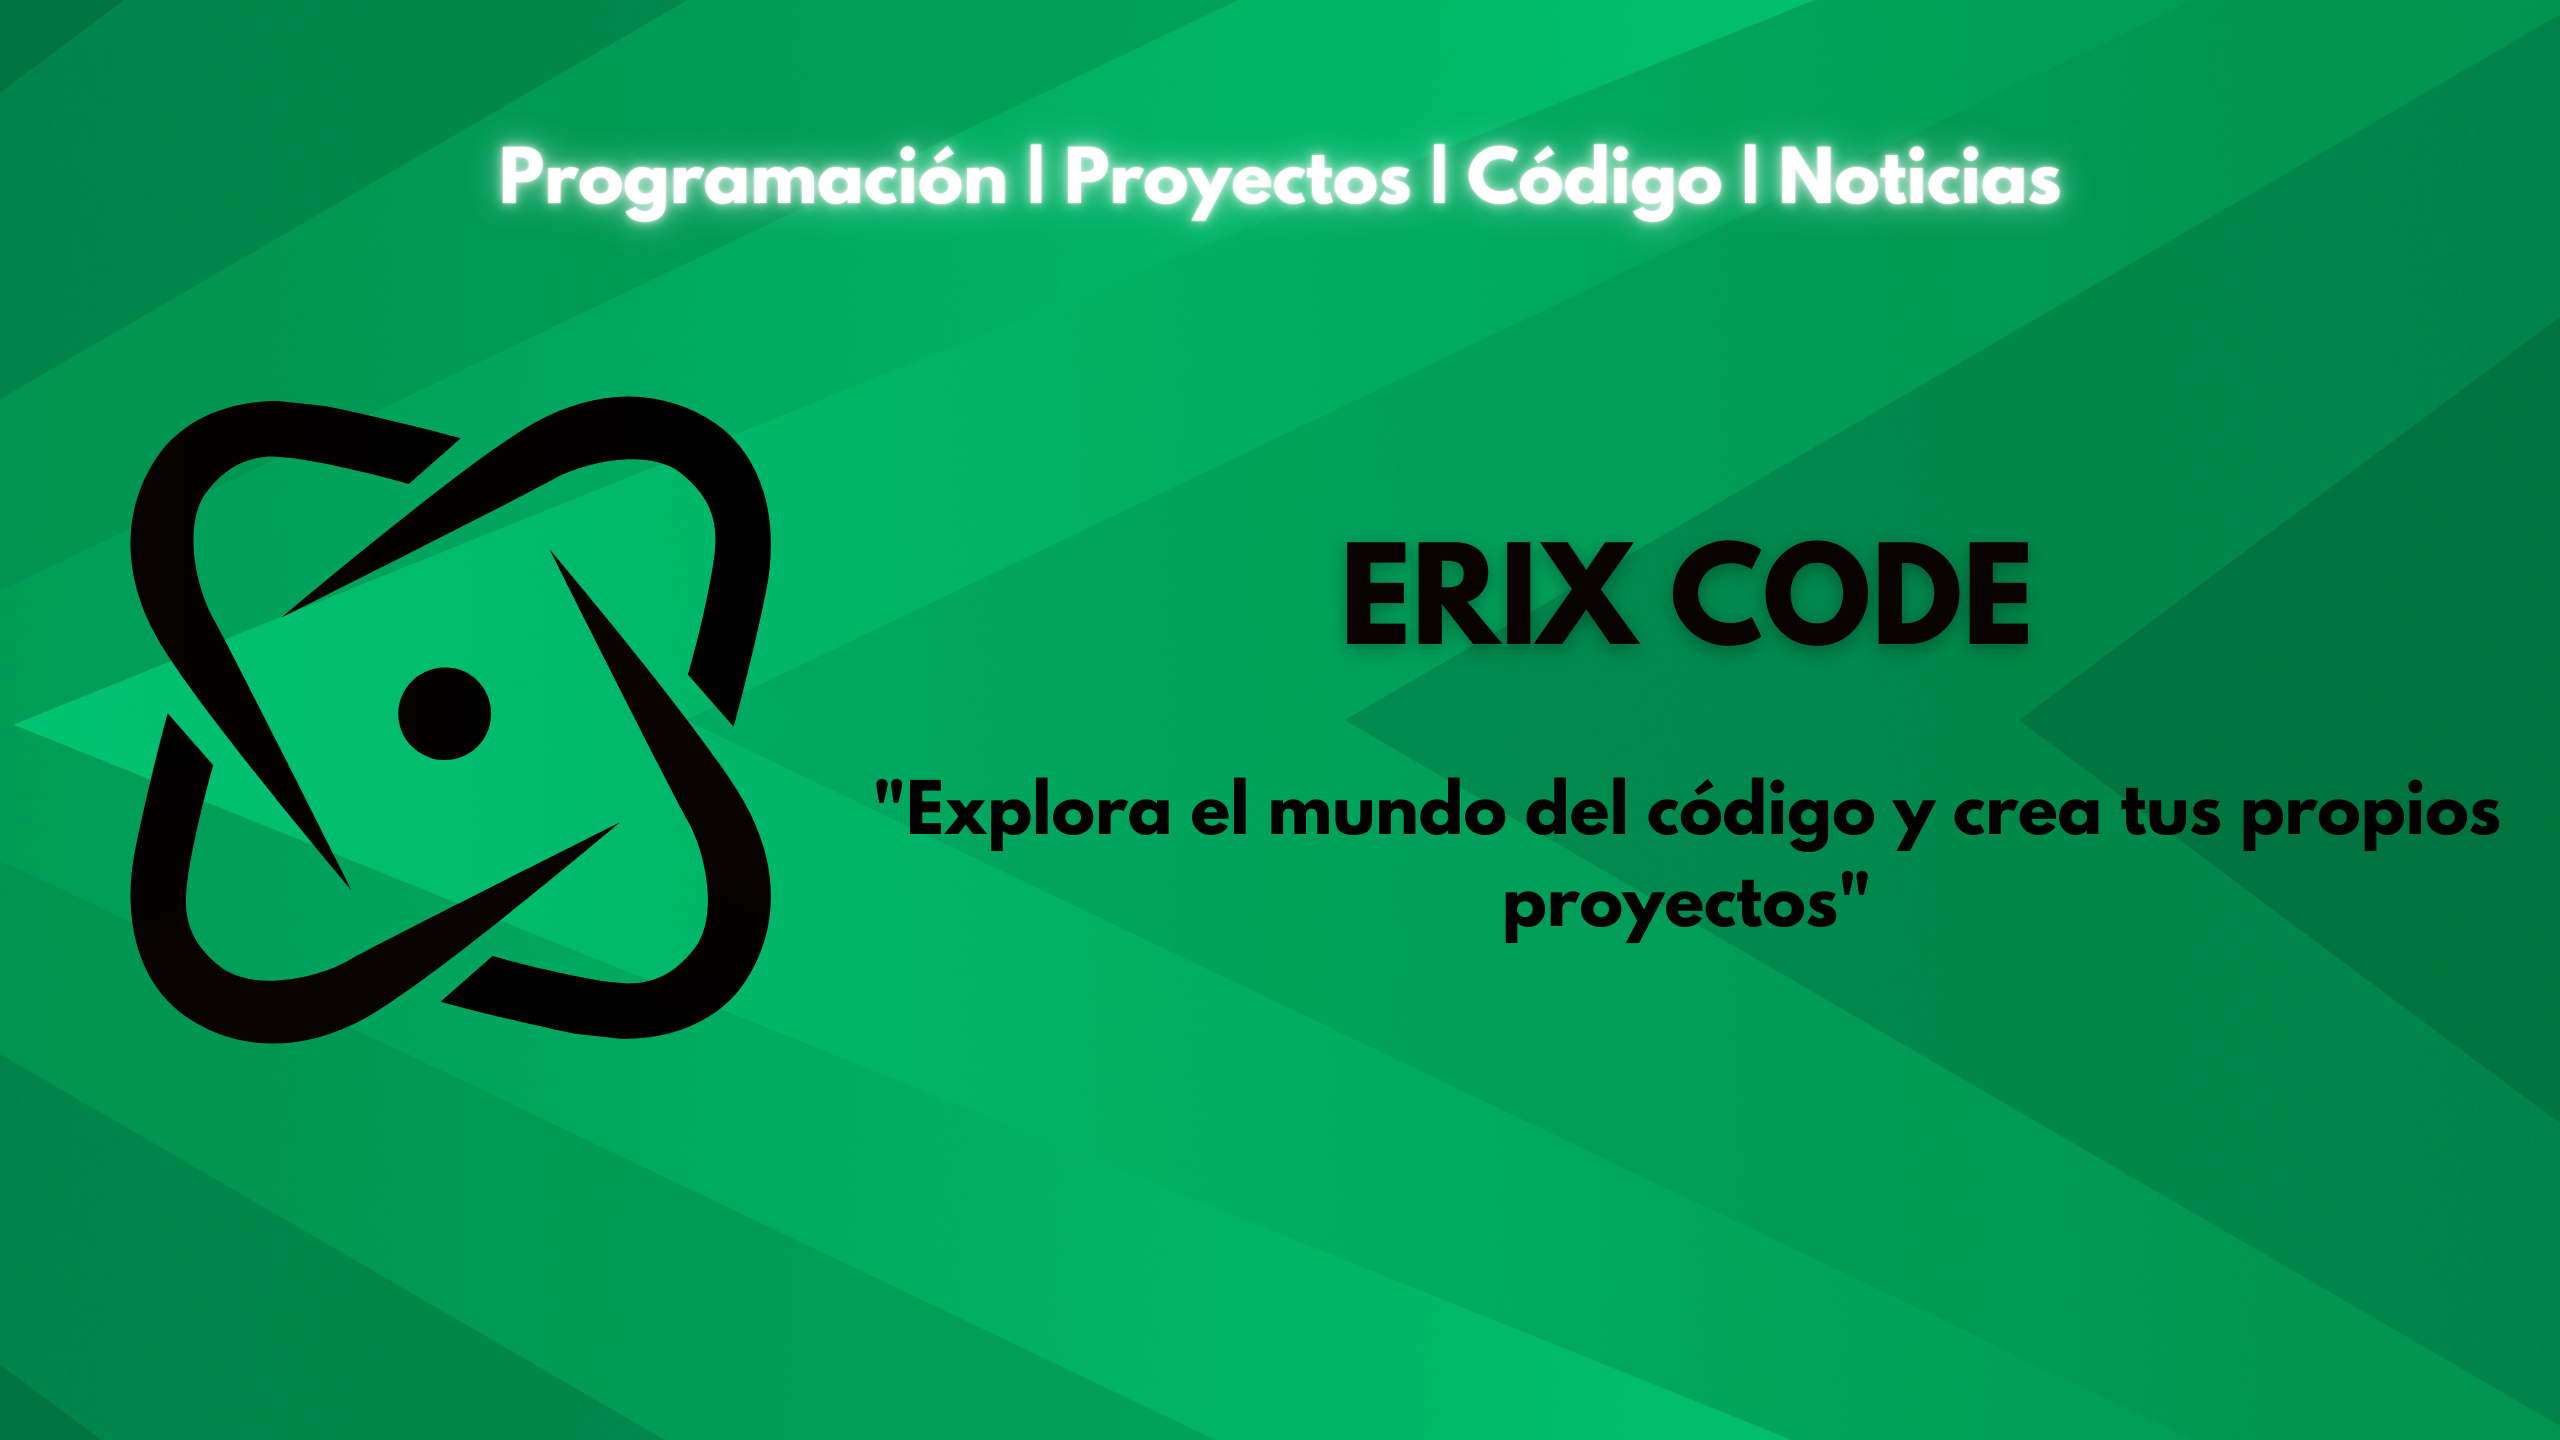 Programación | Proyectos | Código | Noticias
ERIX CODE
"Explora el mundo del código y crea tus propios
proyectos"